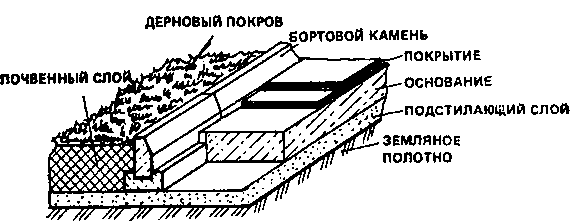 ДЕРНОВЫЙ ПОКРОВ
БОРТОВОЙ КАМЕНЬ
ПОКРЫТИЕ
ПОЧВЕННЫЙ СЛОЙ
ОСНОВАНИЕ
ПОДСТИЛАЮЩИЙ СЛОЙ
ЗЕМЛЯНОЕ
ПОЛОТНО